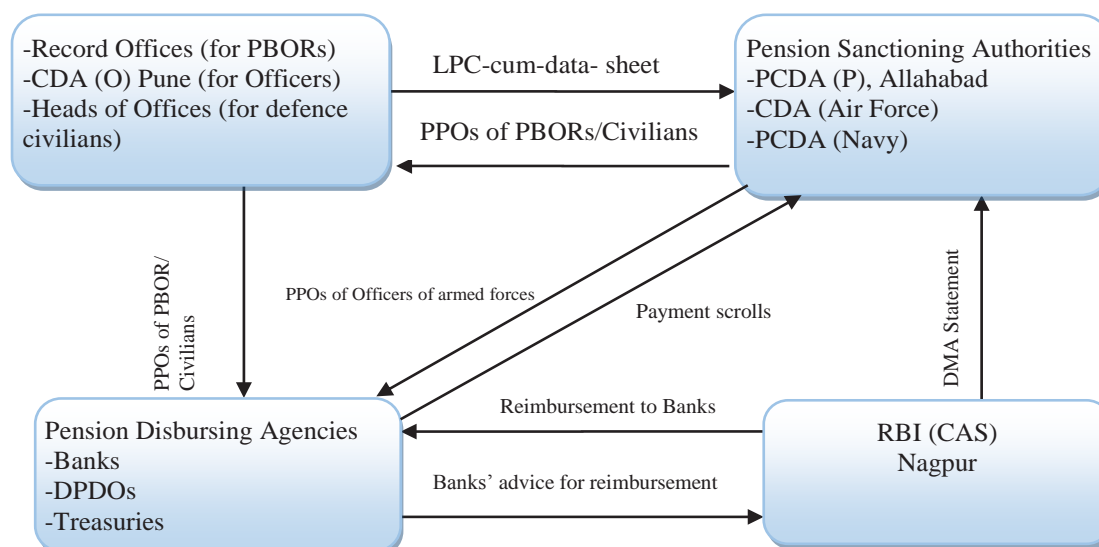 -Record Offices (for PBORs)
-CDA (O) Pune (for Officers)
-Heads of Offices (for defence
civilians)
LPC-cum-data- sheet
PPOs of PBORs/Civilians
Pension Sanctioning Authorities
-PCDA (P), Allahabad
-CDA (Air Force)
-PCDA (Navy)
PPOs of PBOR/
Civilians
PPOs of Officers of armed forces
Payment scrolls
DMA Statement
Pension Disbursing Agencies
-Banks
-DPDOs
-Treasuries
Reimbursement to Banks
Banks’ advice for reimbursement
RBI (CAS)
Nagpur